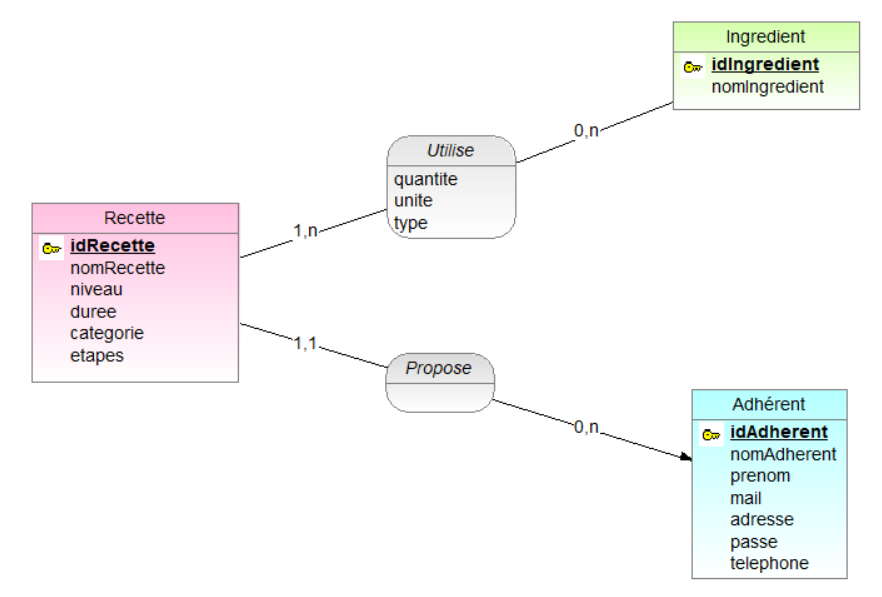 Ingredient
idIngredient
nomIngredient
0,n
Utilise
quantite
unite
type
1,n
Recette
idRecette
nomRecette
niveau
duree
categorie
etapes
1,1
Propose
0,n
Adhérent
idAdherent
nomAdherent
prenom
mail
adresse
passe
telephone